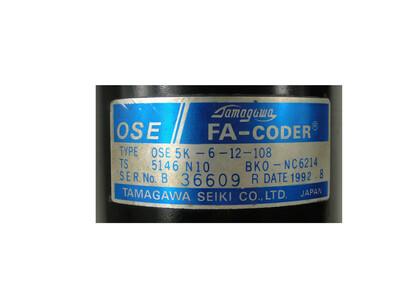 Tamagawa
OSE FA-CODER®
TYPE OSE 5K-6-12-108
TS 5146 N10 BKO-NC6214
SER.No. B 36609 R DATE 1992.8
TAMAGAWA SEIKI CO.,LTD. JAPAN